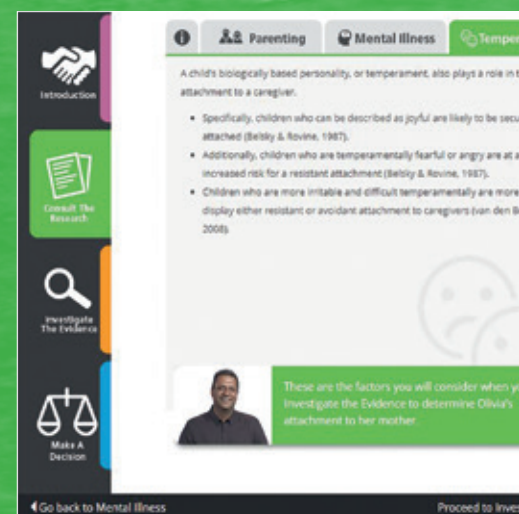 Parenting
Mental Illness
Temper
Introduction
A child's biologically based personality, or temperament, also plays a role in t
attachment to a caregiver.
• Specifically, children who can be described as joyful are likely to be secu
attached (Belsky & Rovine, 1987).
• Additionally, children who are temperamentally fearful or angry are at a
increased risk for a resistant attachment (Belsky & Rovine, 1987).
• Children who are more irritable and difficult temperamentally are more
display either resistant or avoidant attachment to caregivers (van den B
2008).
Consult The
Research
Investigate
The Evidence
These are the factors you will consider when y
Investigate the Evidence to determine Olivia's
attachment to her mother.
Make A
Decision
Go back to Mental Illness
Proceed to Inves